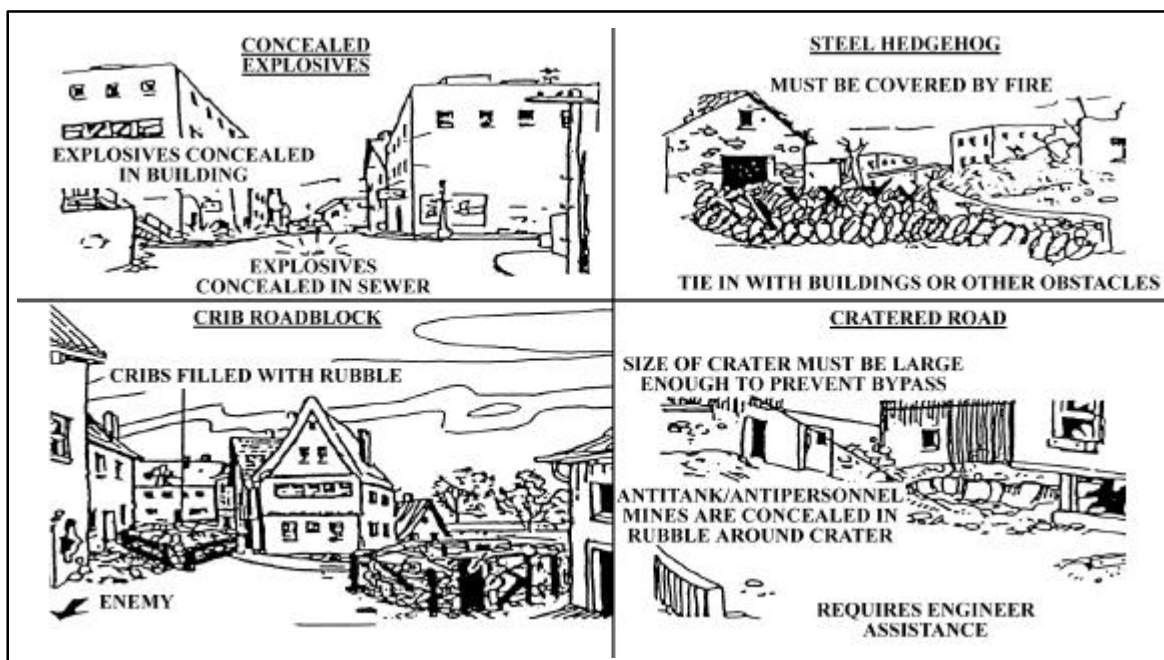 CONCEALED
EXPLOSIVES
EXPLOSIVES CONCEALED
IN BUILDING
EXPLOSIVES
CONCEALED IN SEWER
STEEL HEDGEHOG
MUST BE COVERED BY FIRE
TIE IN WITH BUILDINGS OR OTHER OBSTACLES
CRIB ROADBLOCK
CRIBS FILLED WITH RUBBLE
ENEMY
CRATERED ROAD
SIZE OF CRATER MUST BE LARGE
ENOUGH TO PREVENT BYPASS
ANTITANK/ANTIPERSONNEL
MINES ARE CONCEALED IN
RUBBLE AROUND CRATER
REQUIRES ENGINEER
ASSISTANCE